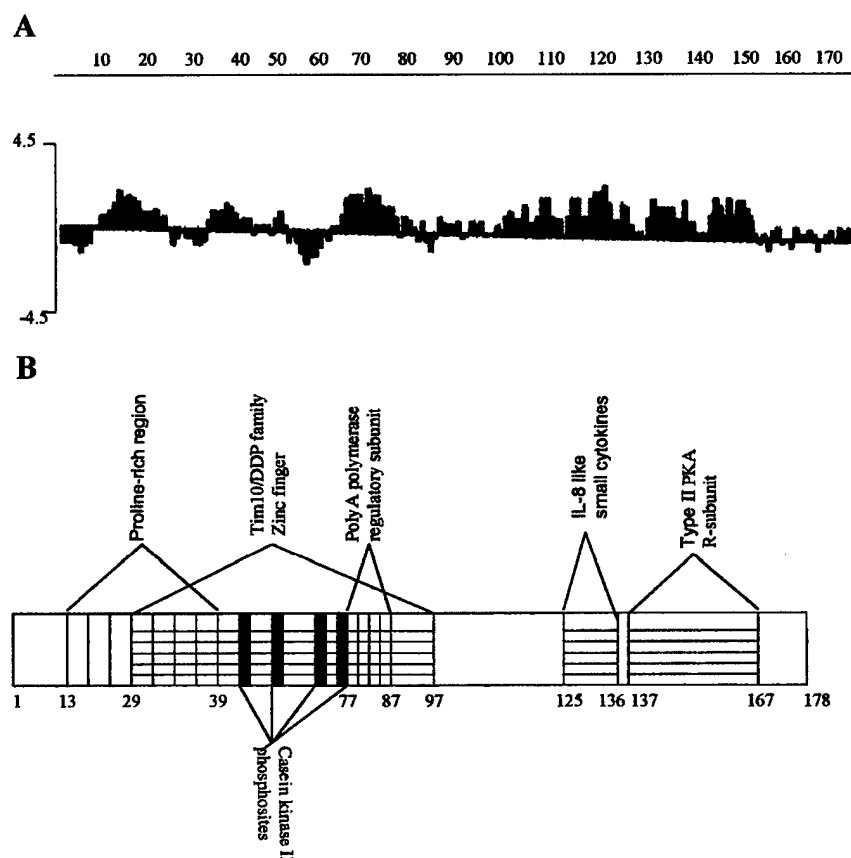 A
10 20 30 40 50 60 70 80 90 100 110 120 130 140 150 160 170
4.5
-4.5
B
Proline-rich region
Tim10/DDP family
Zinc finger
PolyA polymerase
regulatory subunit
IL-8 like
small cytokines
Type II PKA
R-subunit
1 13 29 39 77 87 97 125 136 137 167 178
Casein kinase I
phosphosites